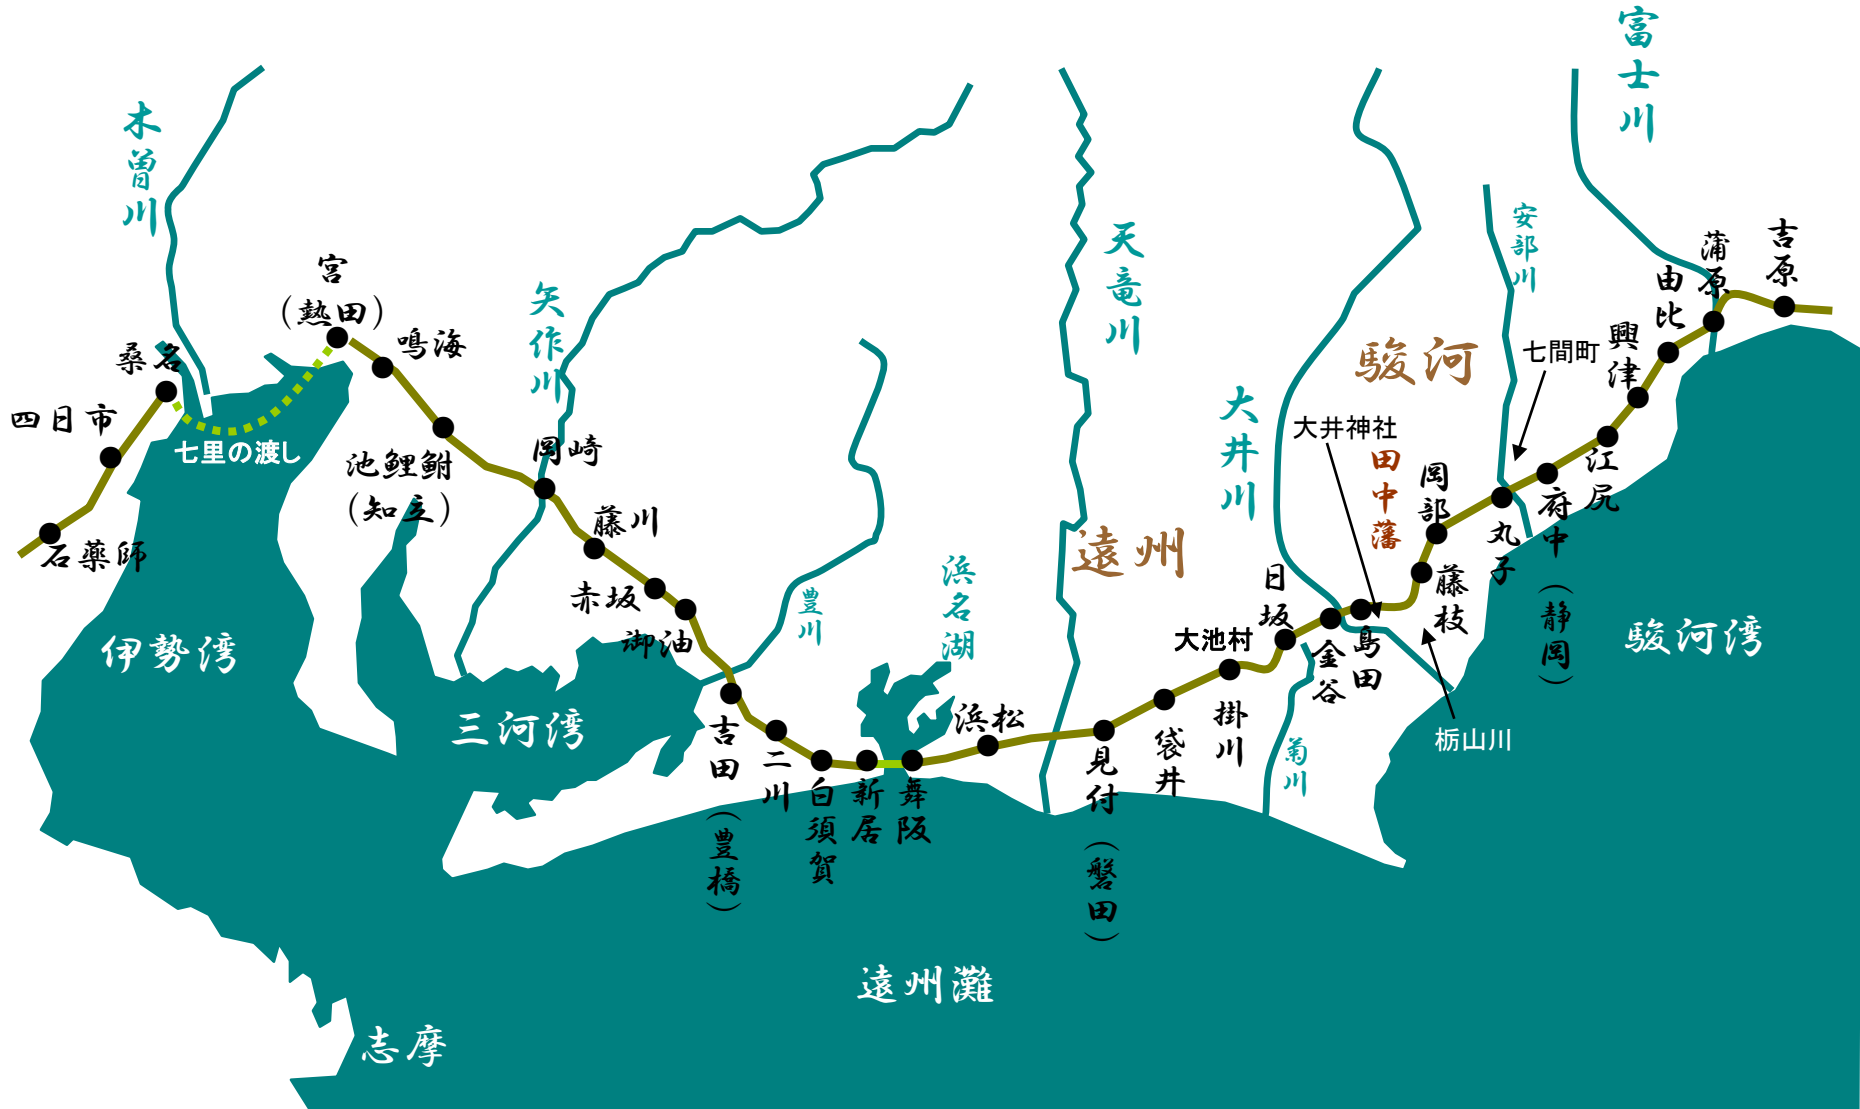 富士川
木曽川
安部川
吉原
蒲原
天竜川
宮
(熱田)
由比
矢作川
興津
鳴海
駿河
七間町
桑名
大井川
四日市
大井神社
七里の渡し
岡崎
田中藩
江尻
池鯉鮒
(知立)
岡部
府中
(静岡)
藤川
丸子
石薬師
遠州
浜名湖
日坂
藤枝
赤坂
豊川
御油
島田
大池村
金谷
伊勢湾
駿河湾
三河湾
浜松
掛川
吉田
(豊橋)
袋井
菊川
栃山川
二川
見付
(磐田)
白須賀
新居
舞阪
遠州灘
志摩